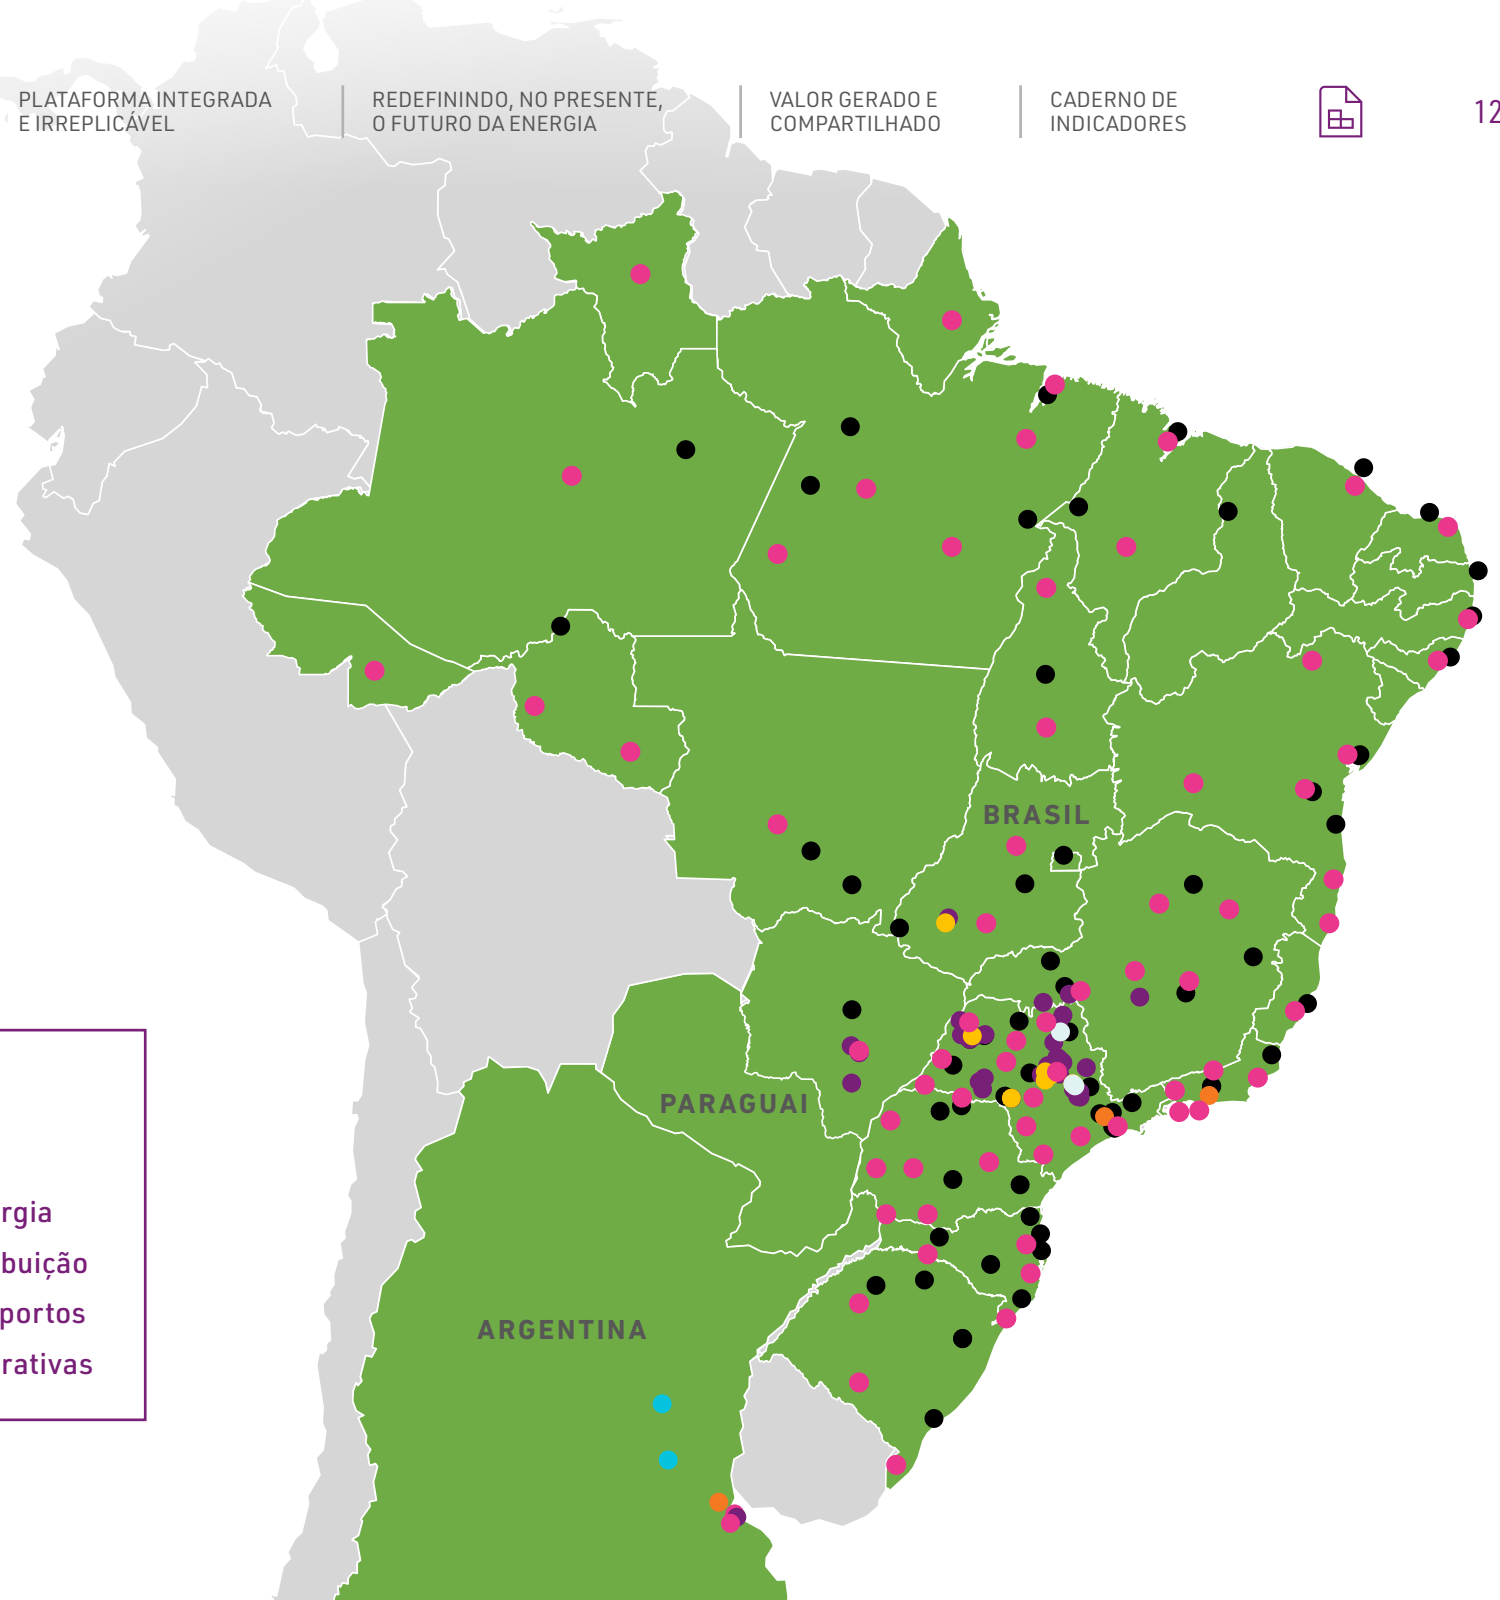 PLATAFORMA INTEGRADA
E IRREPLICÁVEL
REDEFININDO, NO PRESENTE,
O FUTURO DA ENERGIA
VALOR GERADO E
COMPARTILHADO
CADERNO DE
INDICADORES
12
BRASIL
PARAGUAI
ARGENTINA
rgia
buição
portos
rativas